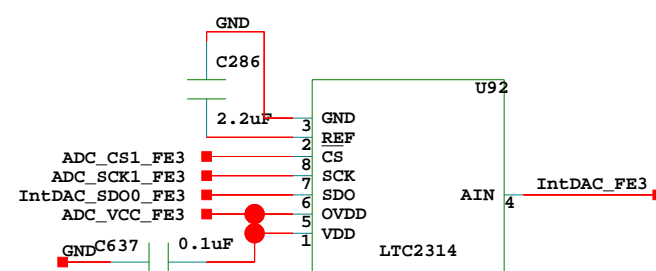 GND
C286
U92
2.2uF
GND
3
REF
2
ADC_CS1_FE3
CS
8
ADC_SCK1_FE3
SCK
7
IntDAC_SDO0_FE3
SDO
6
AIN
4
IntDAC_FE3
ADC_VCC_FE3
OVDD
5
VDD
1
GND
C637
0.1uF
LTC2314